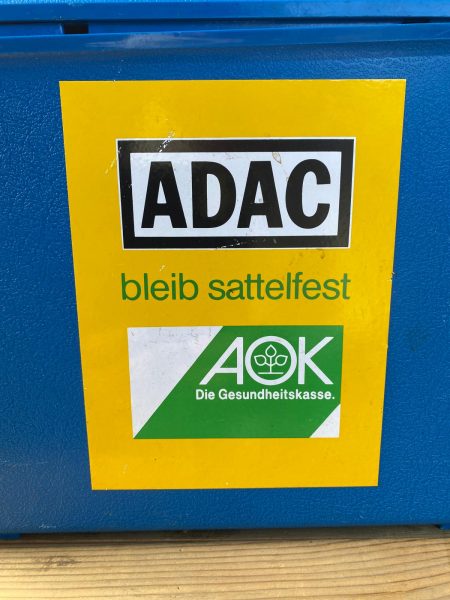 ADAC
bleib sattelfest
AOK
Die Gesundheitskasse.